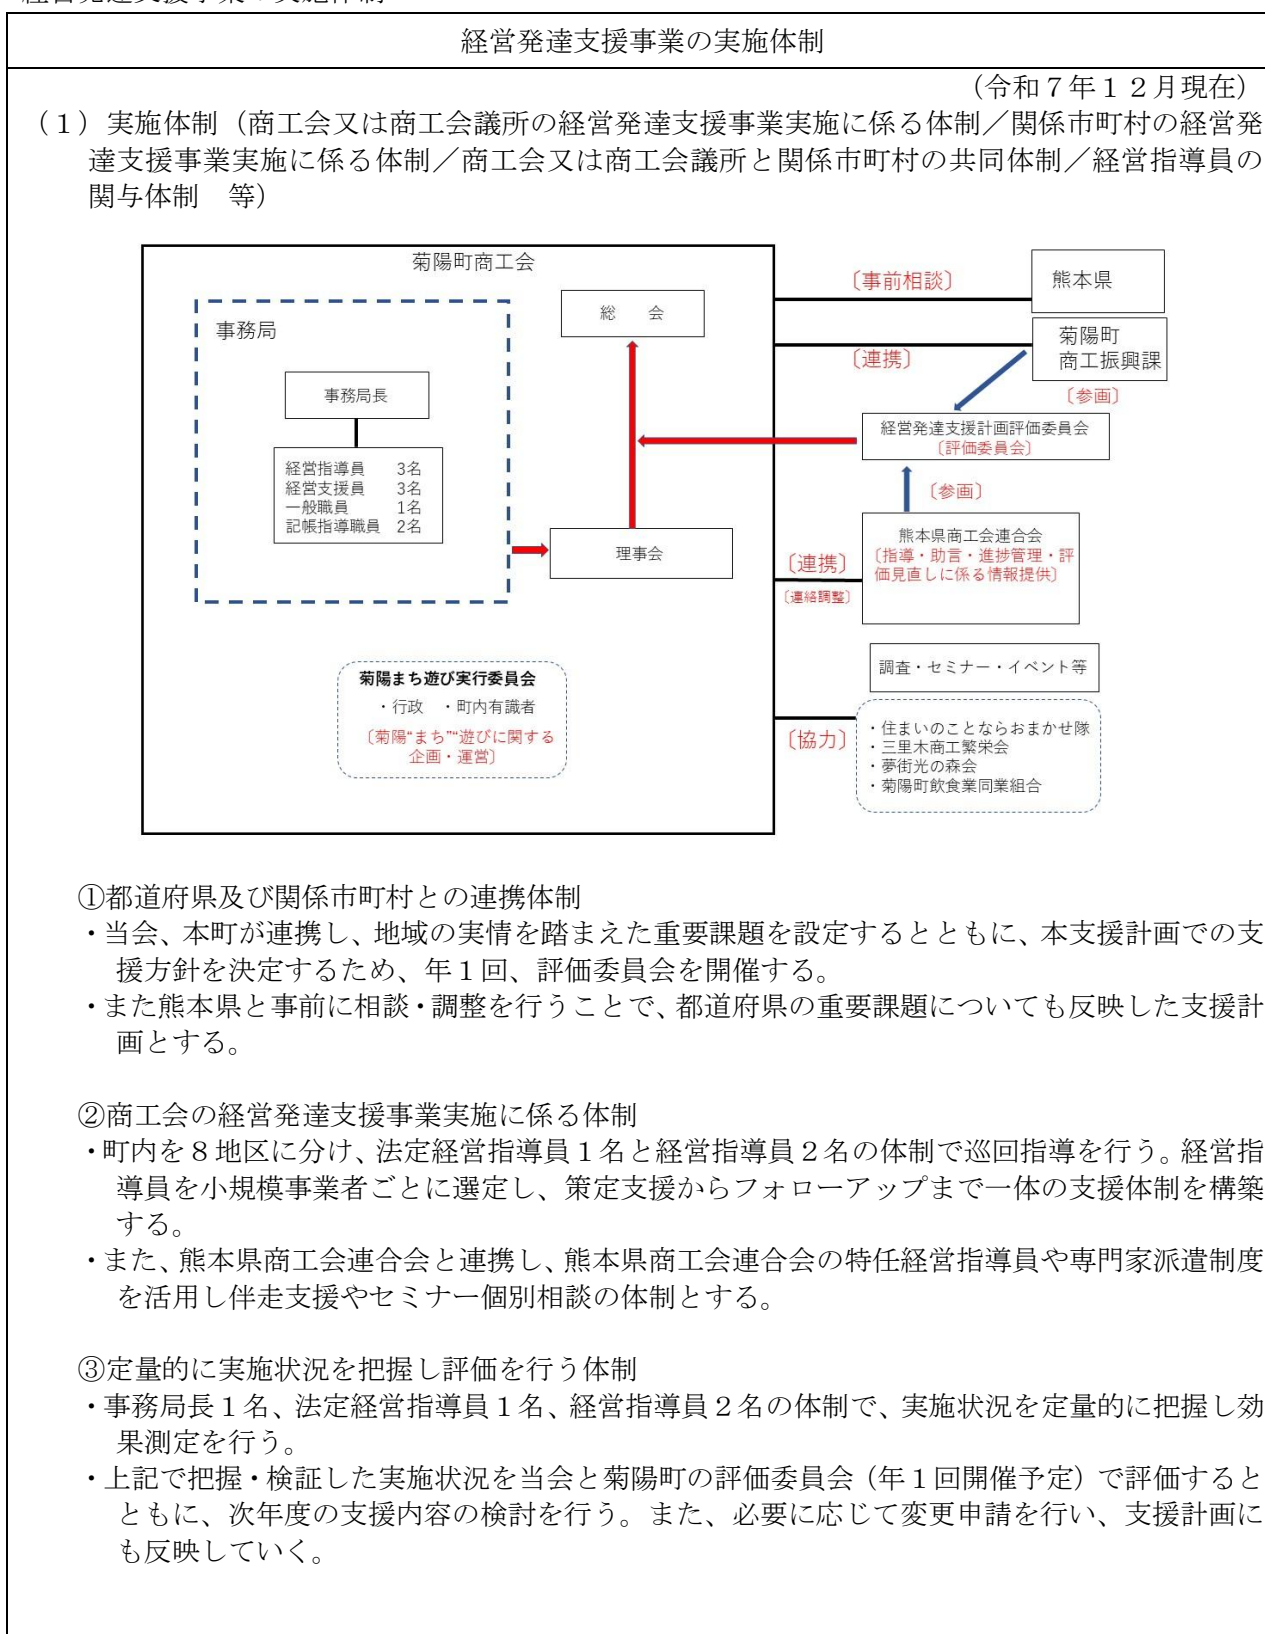 経営発達支援事業の実施体制
経営発達支援事業の実施体制
（令和７年１２月現在）
（１）実施体制（商工会又は商工会議所の経営発達支援事業実施に係る体制／関係市町村の経営発
達支援事業実施に係る体制／商工会又は商工会議所と関係市町村の共同体制／経営指導員の
関与体制　等）
菊陽町商工会
事務局
事務局長
経営指導員　3名
経営支援員　3名
一般職員　1名
記帳指導職員　2名
総　会
理事会
菊陽まち遊び実行委員会
・行政　・町内有識者
〔菊陽“まち”“遊びに関する
企画・運営〕
〔事前相談〕
熊本県
〔連携〕
菊陽町
商工振興課
〔参画〕
経営発達支援計画評価委員会
〔評価委員会〕
〔参画〕
熊本県商工会連合会
〔指導・助言・進捗管理・評
価見直しに係る情報提供〕
〔連携〕
〔連絡調整〕
調査・セミナー・イベント等
〔協力〕
・住まいのことならおまかせ隊
・三里木商工繁栄会
・夢街光の森会
・菊陽町飲食業同業組合
①都道府県及び関係市町村との連携体制
・当会、本町が連携し、地域の実情を踏まえた重要課題を設定するとともに、本支援計画での支
援方針を決定するため、年１回、評価委員会を開催する。
・また熊本県と事前に相談・調整を行うことで、都道府県の重要課題についても反映した支援計
画とする。
②商工会の経営発達支援事業実施に係る体制
・町内を８地区に分け、法定経営指導員１名と経営指導員２名の体制で巡回指導を行う。経営指
導員を小規模事業者ごとに選定し、策定支援からフォローアップまで一体の支援体制を構築
する。
・また、熊本県商工会連合会と連携し、熊本県商工会連合会の特任経営指導員や専門家派遣制度
を活用し伴走支援やセミナー個別相談の体制とする。
③定量的に実施状況を把握し評価を行う体制
・事務局長１名、法定経営指導員１名、経営指導員２名の体制で、実施状況を定量的に把握し効
果測定を行う。
・上記で把握・検証した実施状況を当会と菊陽町の評価委員会（年１回開催予定）で評価すると
ともに、次年度の支援内容の検討を行う。また、必要に応じて変更申請を行い、支援計画に
も反映していく。